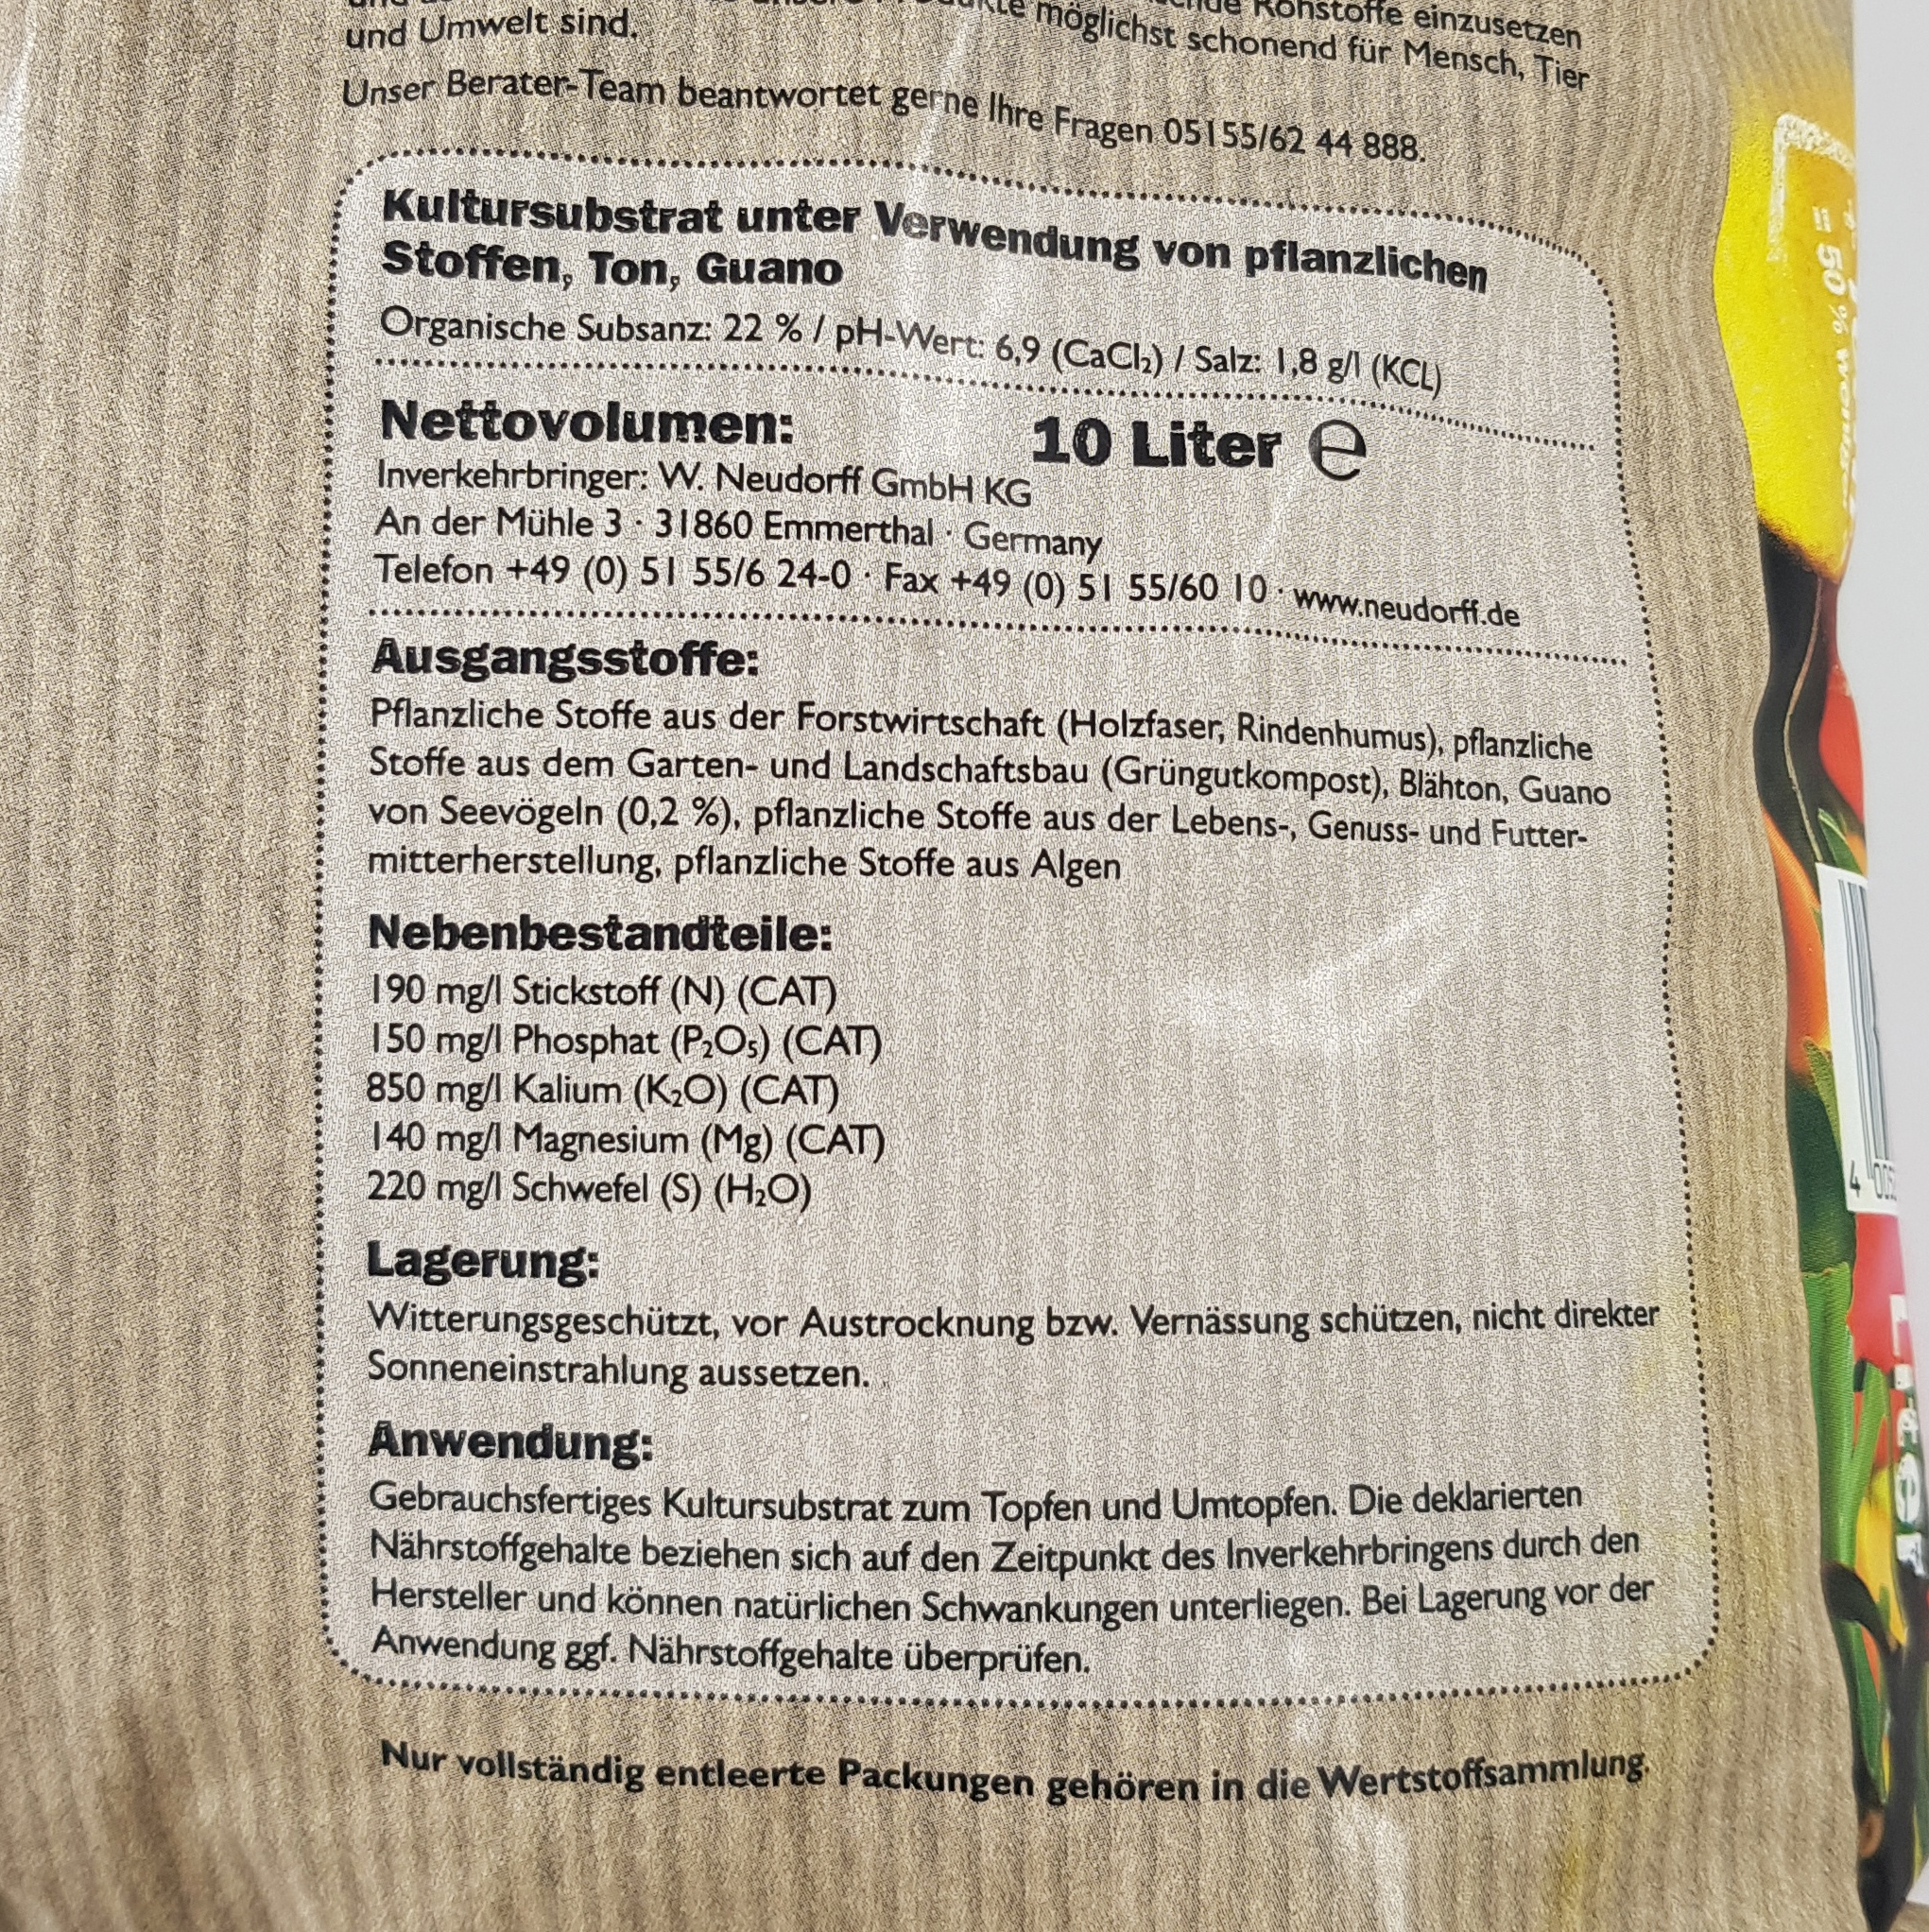 Rohstoffe einzusetzen
möglichst schonend für Mensch, Tier
und Umwelt sind.
Unser Berater-Team beantwortet gerne Ihre Fragen 05155/62 44 888.
Kultursubstrat unter Verwendung von pflanzlichen
Stoffen, Ton, Guano
Organische Subsanz: 22 % / pH-Wert: 6,9 (CaCl₂) / Salz: 1,8 g/l (KCL)
Nettovolumen: 10 Liter ℮
Inverkehrbringer: W. Neudorff GmbH KG
An der Mühle 3 · 31860 Emmerthal · Germany
Telefon +49 (0) 51 55/6 24-0 · Fax +49 (0) 51 55/60 10 · www.neudorff.de
Ausgangsstoffe:
Pflanzliche Stoffe aus der Forstwirtschaft (Holzfaser, Rindenhumus), pflanzliche
Stoffe aus dem Garten- und Landschaftsbau (Grüngutkompost), Blähton, Guano
von Seevögeln (0,2 %), pflanzliche Stoffe aus der Lebens-, Genuss- und Futter-
mitterherstellung, pflanzliche Stoffe aus Algen
Nebenbestandteile:
190 mg/l Stickstoff (N) (CAT)
150 mg/l Phosphat (P₂O₅) (CAT)
850 mg/l Kalium (K₂O) (CAT)
140 mg/l Magnesium (Mg) (CAT)
220 mg/l Schwefel (S) (H₂O)
Lagerung:
Witterungsgeschützt, vor Austrocknung bzw. Vernässung schützen, nicht direkter
Sonneneinstrahlung aussetzen.
Anwendung:
Gebrauchsfertiges Kultursubstrat zum Topfen und Umtopfen. Die deklarierten
Nährstoffgehalte beziehen sich auf den Zeitpunkt des Inverkehrbringens durch den
Hersteller und können natürlichen Schwankungen unterliegen. Bei Lagerung vor der
Anwendung ggf. Nährstoffgehalte überprüfen.
Nur vollständig entleerte Packungen gehören in die Wertstoffsammlung.
= 50 %